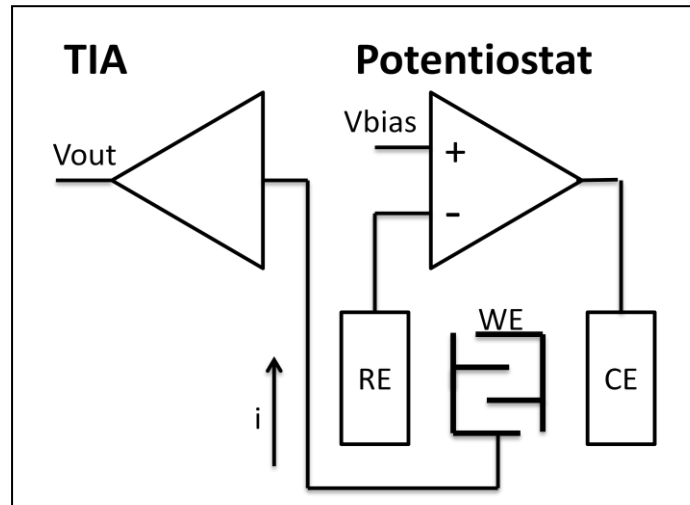 TIA
Potentiostat
Vbias
Vout
+
-
WE
RE
CE
i